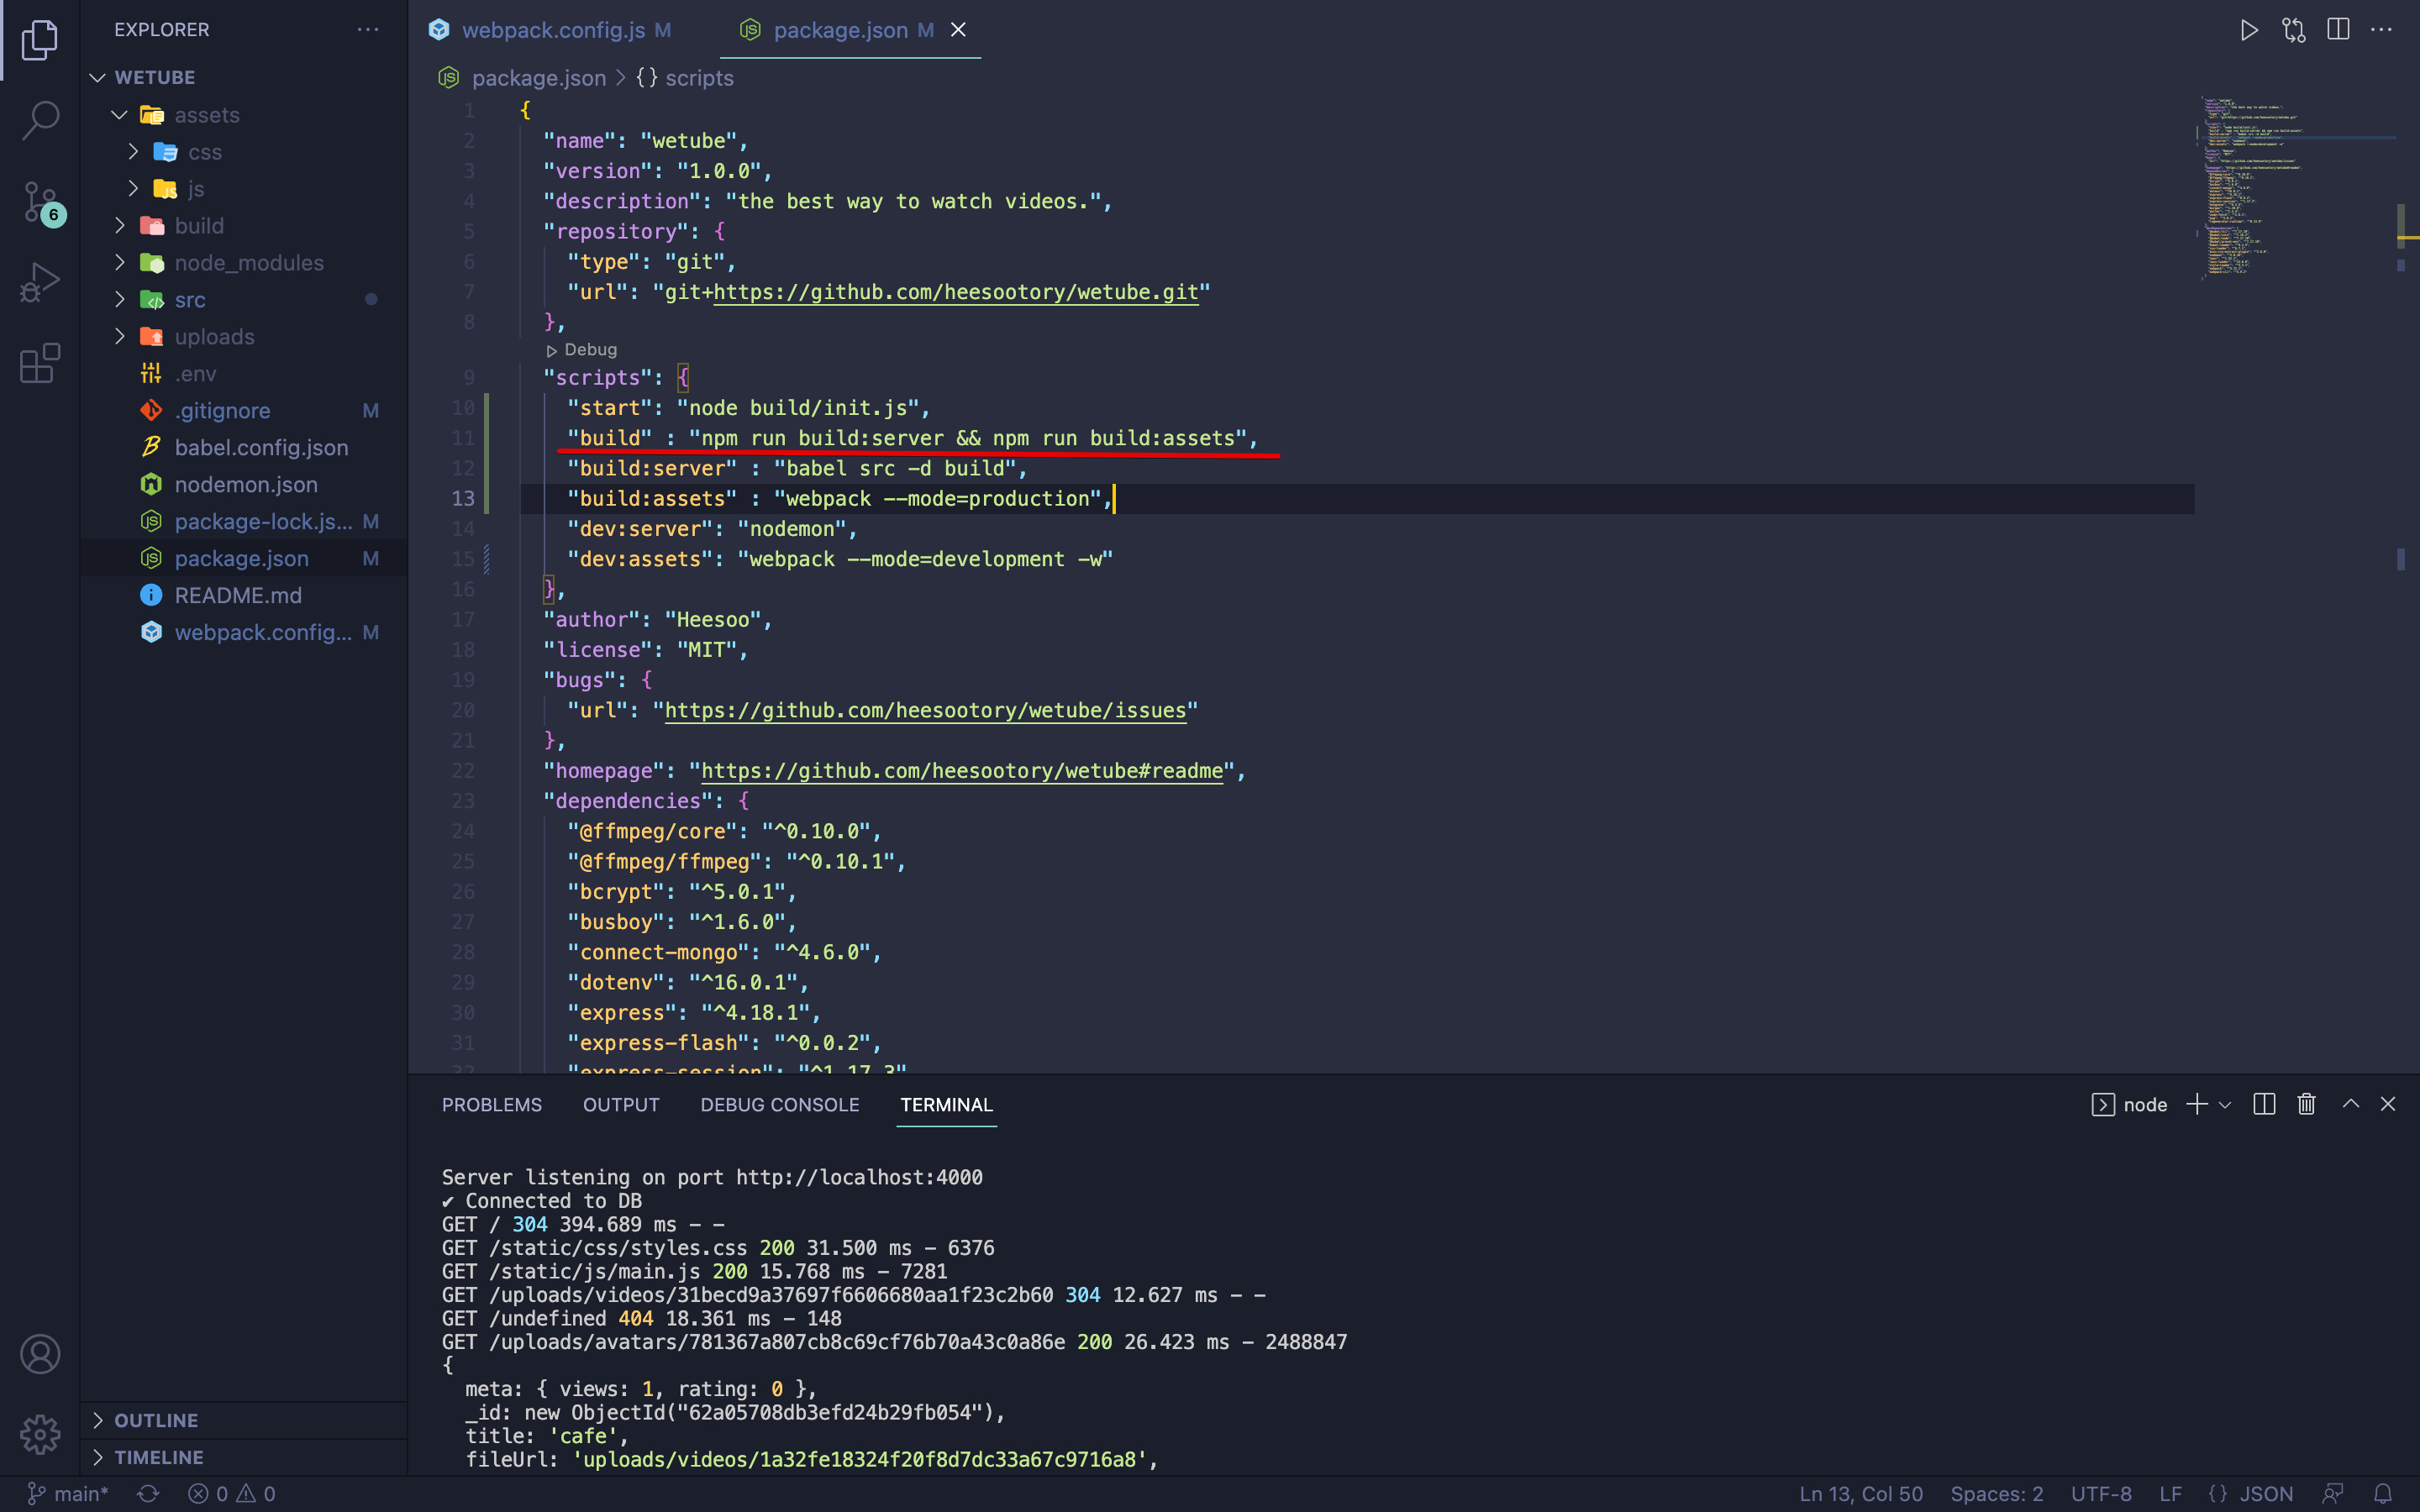 EXPLORER
WETUBE
assets
css
js
build
node_modules
src
uploads
.env
.gitignore M
babel.config.json
nodemon.json
package-lock.js... M
package.json M
README.md
webpack.config... M
6
OUTLINE
TIMELINE
webpack.config.js M
package.json M
package.json > {} scripts
1 {
2 "name": "wetube",
3 "version": "1.0.0",
4 "description": "the best way to watch videos.",
5 "repository": {
6 "type": "git",
7 "url": "git+https://github.com/heesootory/wetube.git"
8 },
Debug
9 "scripts": {
10 "start": "node build/init.js",
11 "build" : "npm run build:server && npm run build:assets",
12 "build:server" : "babel src -d build",
13 "build:assets" : "webpack --mode=production",
14 "dev:server": "nodemon",
15 "dev:assets": "webpack --mode=development -w"
16 },
17 "author": "Heesoo",
18 "license": "MIT",
19 "bugs": {
20 "url": "https://github.com/heesootory/wetube/issues"
21 },
22 "homepage": "https://github.com/heesootory/wetube#readme",
23 "dependencies": {
24 "@ffmpeg/core": "^0.10.0",
25 "@ffmpeg/ffmpeg": "^0.10.1",
26 "bcrypt": "^5.0.1",
27 "busboy": "^1.6.0",
28 "connect-mongo": "^4.6.0",
29 "dotenv": "^16.0.1",
30 "express": "^4.18.1",
31 "express-flash": "^0.0.2",
32 "express-session": "^1.17.3"
PROBLEMS OUTPUT DEBUG CONSOLE TERMINAL
node
Server listening on port http://localhost:4000
✔ Connected to DB
GET / 304 394.689 ms - -
GET /static/css/styles.css 200 31.500 ms - 6376
GET /static/js/main.js 200 15.768 ms - 7281
GET /uploads/videos/31becd9a37697f6606680aa1f23c2b60 304 12.627 ms - -
GET /undefined 404 18.361 ms - 148
GET /uploads/avatars/781367a807cb8c69cf76b70a43c0a86e 200 26.423 ms - 2488847
{
meta: { views: 1, rating: 0 },
_id: new ObjectId("62a05708db3efd24b29fb054"),
title: 'cafe',
fileUrl: 'uploads/videos/1a32fe18324f20f8d7dc33a67c9716a8',
main* 0 0
Ln 13, Col 50 Spaces: 2 UTF-8 LF {} JSON